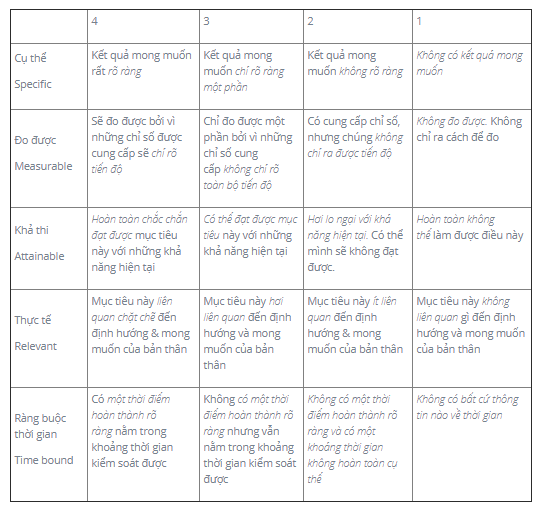 4
3
2
1
Cụ thể
Specific
Kết quả mong muốn
rất rõ ràng
Kết quả mong
muốn chỉ rõ ràng
một phần
Kết quả mong
muốn không rõ ràng
Không có kết quả mong
muốn
Đo được
Measurable
Sẽ đo được bởi vì
những chỉ số được
cung cấp sẽ chỉ rõ
tiến độ
Chỉ đo được một
phần bởi vì những
chỉ số cung
cấp không chỉ rõ
toàn bộ tiến độ
Có cung cấp chỉ số,
nhưng chúng không
chỉ ra được tiến độ
Không đo được. Không
chỉ ra cách để đo
Khả thi
Attainable
Hoàn toàn chắc chắn
đạt được mục tiêu
này với những khả
năng hiện tại
Có thể đạt được mục
tiêu này với những
khả năng hiện tại
Hơi lo ngại với khả
năng hiện tại. Có thể
mình sẽ không đạt
được.
Hoàn toàn không
thể làm được điều này
Thực tế
Relevant
Mục tiêu này liên
quan chặt chẽ đến
định hướng & mong
muốn của bản thân
Mục tiêu này hơi
liên quan đến định
hướng và mong
muốn của bản
thân
Mục tiêu này ít liên
quan đến định
hướng & mong
muốn của bản thân
Mục tiêu này không
liên quan gì đến định
hướng và mong muốn
của bản thân
Ràng buộc
thời gian
Time bound
Có một thời điểm
hoàn thành rõ
ràng nằm trong
khoảng thời gian
kiểm soát được
Không có một thời
điểm hoàn thành rõ
ràng nhưng vẫn
nằm trong khoảng
thời gian kiểm soát
được
Không có một thời
điểm hoàn thành rõ
ràng và có một
khoảng thời gian
không hoàn toàn cụ
thể
Không có bất cứ thông
tin nào về thời gian